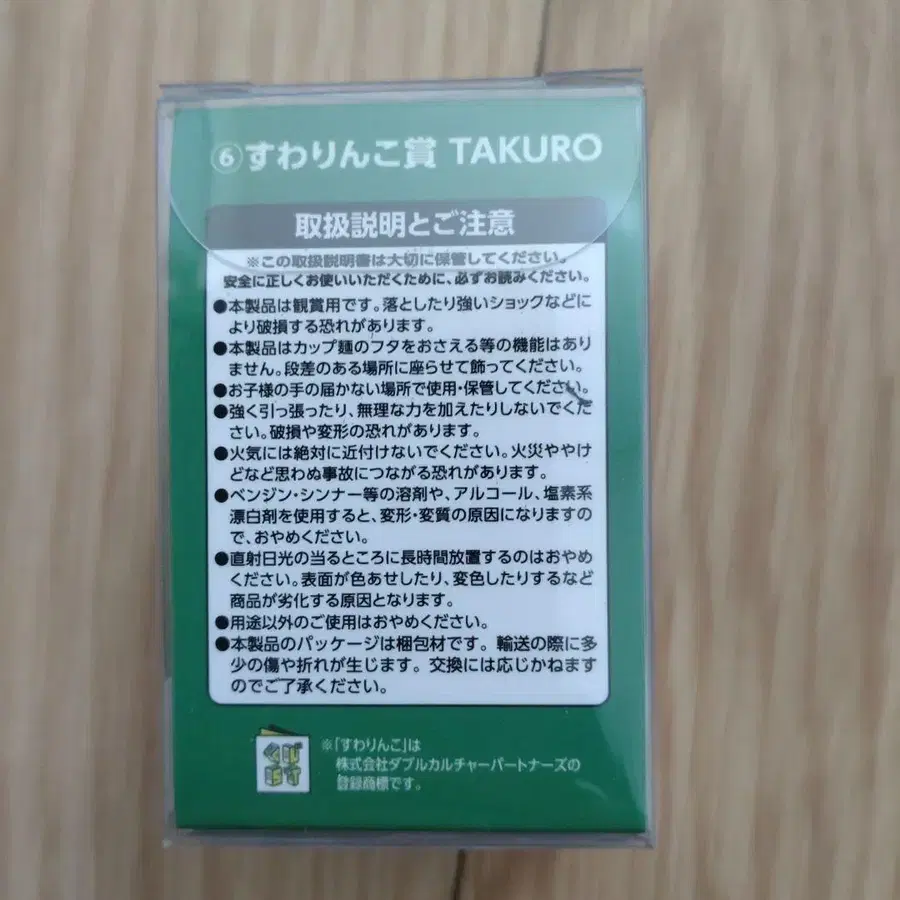 ⑥すわりんこ賞 TAKURO
取扱説明とご注意
※この取扱説明書は大切に保管してください。
安全に正しくお使いいただくために、必ずお読みください。
●本製品は観賞用です。落としたり強いショックなどに
より破損する恐れがあります。
●本製品はカップ麺のフタをおさえる等の機能はあり
ません。段差のある場所に座らせて飾ってください。
●お子様の手の届かない場所で使用・保管してください。
●強く引っ張ったり、無理な力を加えたりしないでくだ
さい。破損や変形の恐れがあります。
●火気には絶対に近付けないでください。火災ややけ
どなど思わぬ事故につながる恐れがあります。
●ベンジン・シンナー等の溶剤や、アルコール、塩素系
漂白剤を使用すると、変形・変質の原因になりますの
で、おやめください。
●直射日光の当るところに長時間放置するのはおやめ
ください。表面が色あせしたり、変色したりするなど
商品が劣化する原因となります。
●用途以外のご使用はおやめください。
●本製品のパッケージは梱包材です。輸送の際に多
少の傷や折れが生じます。交換には応じかねます
のでご了承ください。
※「すわりんこ」は
株式会社ダブルカルチャーパートナーズの
登録商標です。